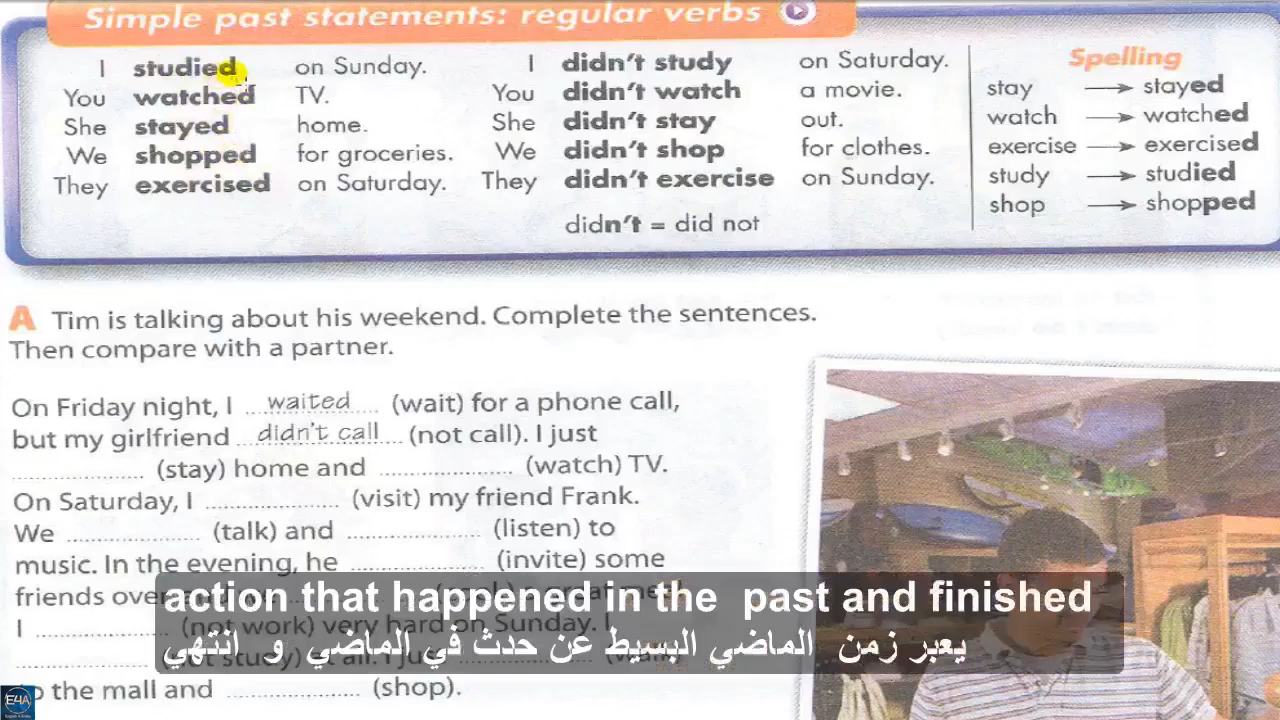 Simple past statements: regular verbs
I studied on Sunday.
You watched TV.
She stayed home.
We shopped for groceries.
They exercised on Saturday.
I didn't study on Saturday.
You didn't watch a movie.
She didn't stay out.
We didn't shop for clothes.
They didn't exercise on Sunday.
didn't = did not
Spelling
stay → stayed
watch → watched
exercise → exercised
study → studied
shop → shopped
A Tim is talking about his weekend. Complete the sentences.
Then compare with a partner.
On Friday night, I waited (wait) for a phone call,
but my girlfriend didn't call (not call). I just
(stay) home and (watch) TV.
On Saturday, I (visit) my friend Frank.
We (talk) and (listen) to
music. In the evening, he (invite) some
friends over
I (not work) very hard on Sunday. I
(not study) at all. I just (walk)
the mall and (shop).
action that happened in the past and finished
يعبر زمن الماضي البسيط عن حدث في الماضي و انتهي
E4A